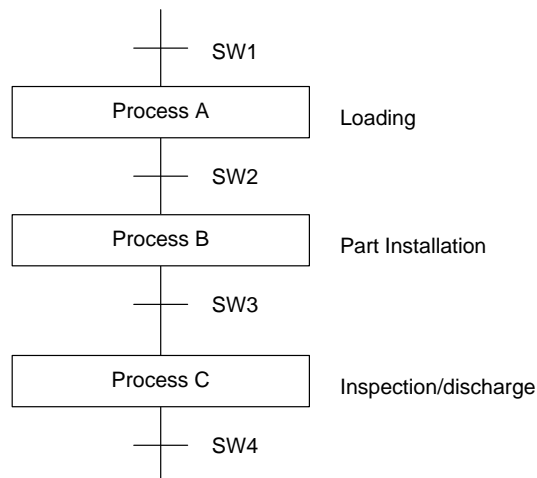 SW1
Process A
Loading
SW2
Process B
Part Installation
SW3
Process C
Inspection/discharge
SW4